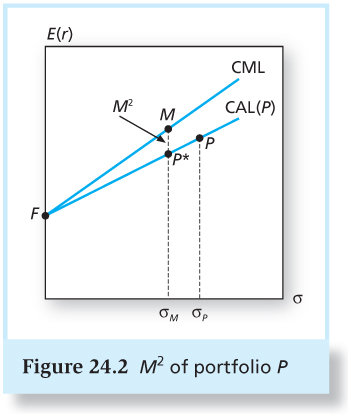 E(r)
CML
M²
M
CAL(P)
P
P*
F
σ
σM σP
Figure 24.2 M² of portfolio P